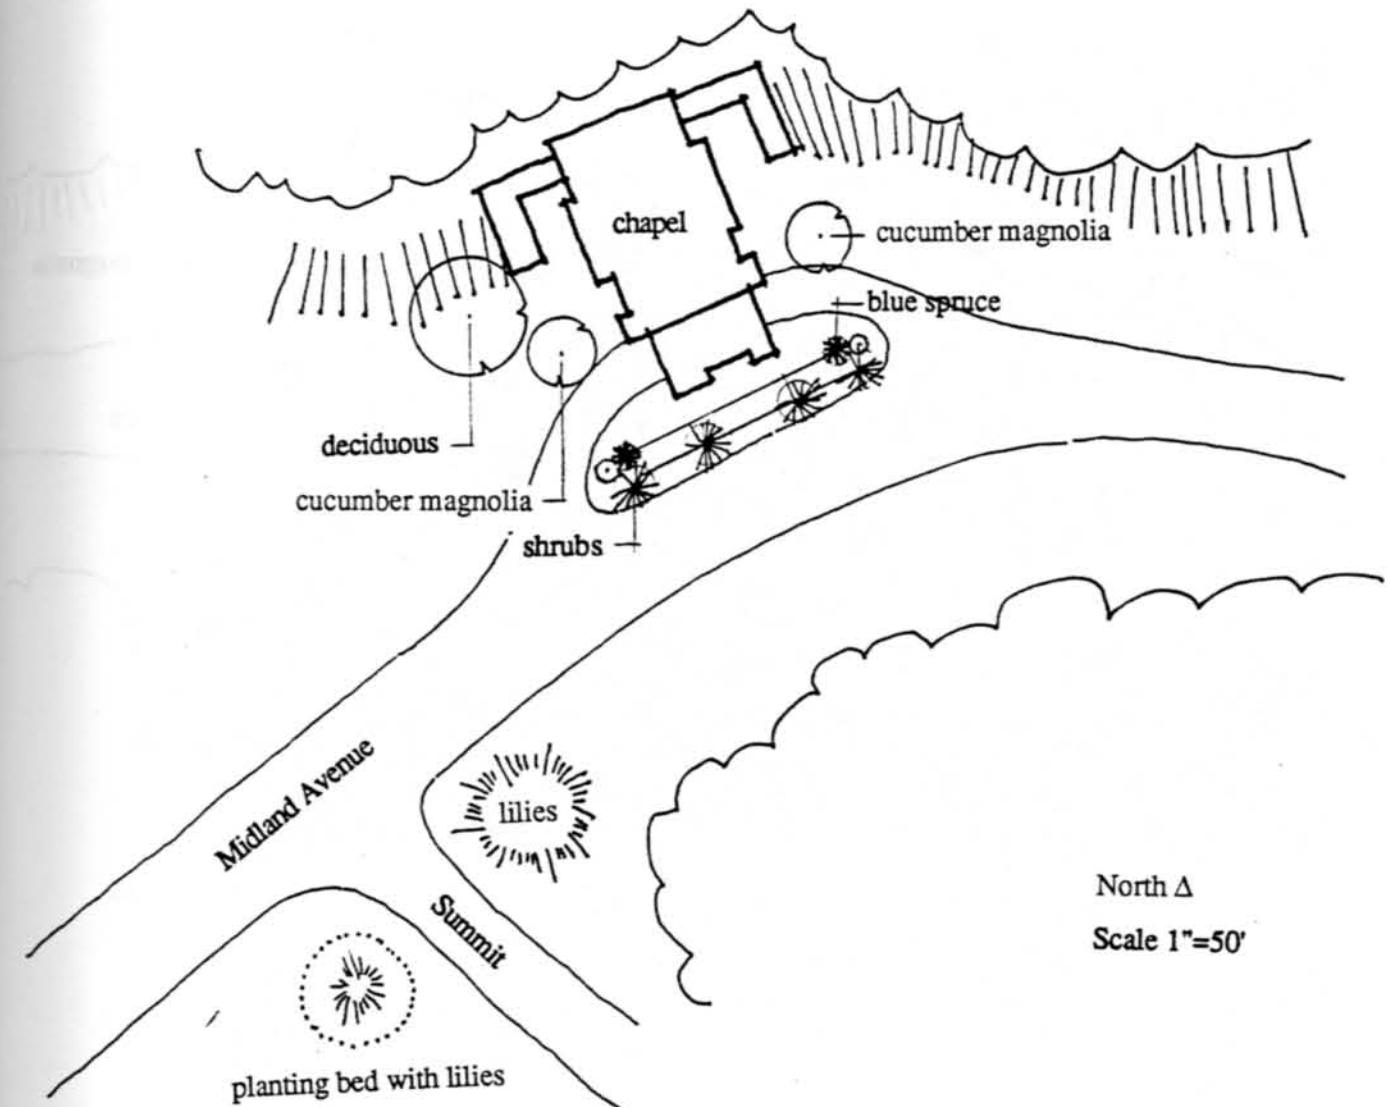 chapel
cucumber magnolia
blue spruce
deciduous
cucumber magnolia
shrubs
Midland Avenue
lilies
Summit
North Δ
Scale 1"=50'
planting bed with lilies